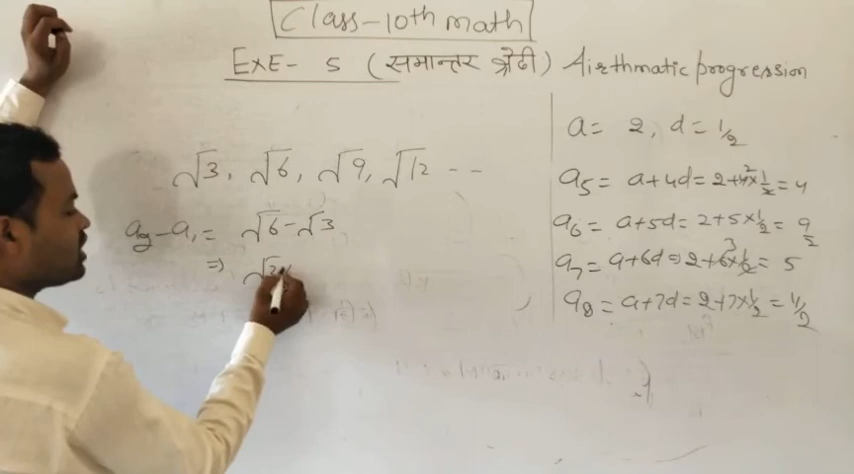 Class-10th math
EXE- 5 (समान्तर श्रेढी) Airthmatic progression
√3, √6, √9, √12 --
a2-a1 = √6-√3
=>
a= 2, d= 1/2
a5= a+4d= 2+4×1/2 = 4
a6= a+5d= 2+5×1/2 = 9/2
a7= a+6d=> 2+6×1/2 = 5
a8= a+7d= 2+7×1/2 = 11/2